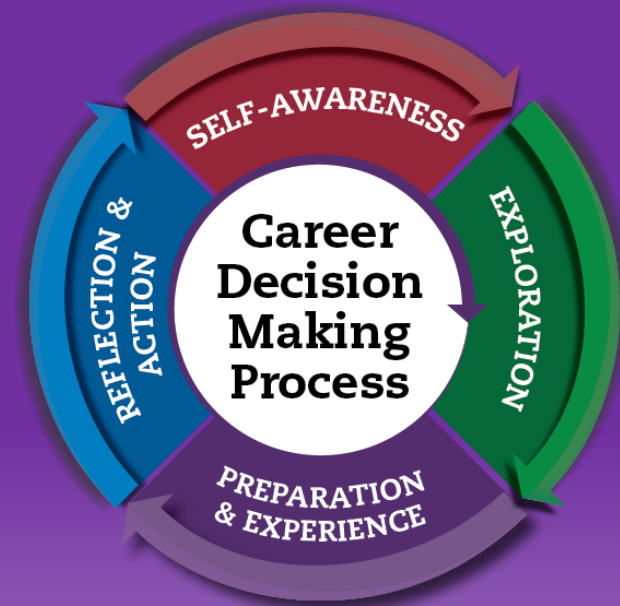 Career
Decision
Making
Process
SELF-AWARENESS
EXPLORATION
PREPARATION
& EXPERIENCE
REFLECTION &
ACTION